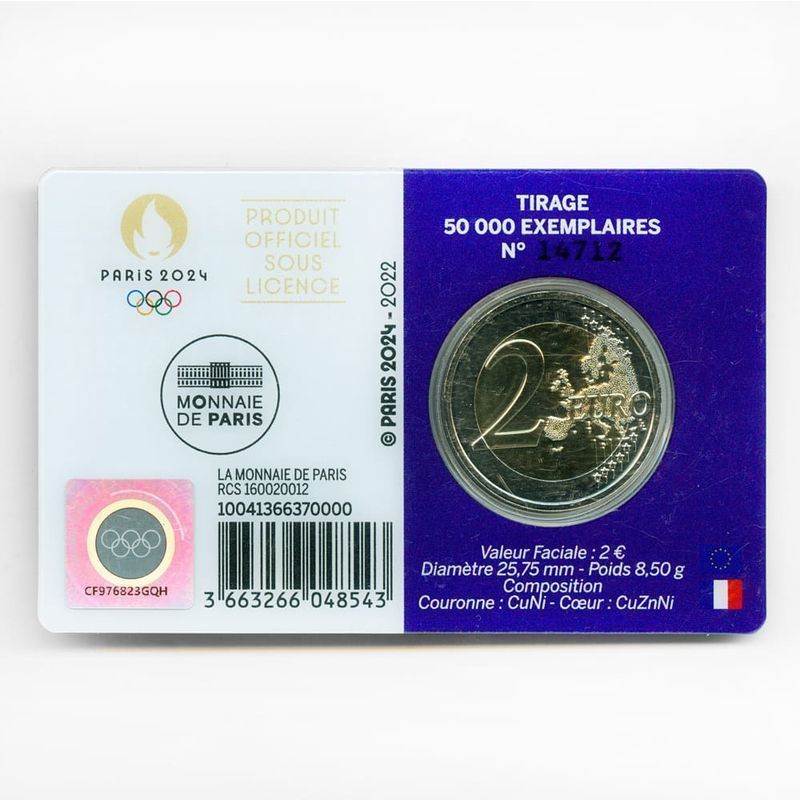 PARIS 2024
PRODUIT
OFFICIEL
SOUS
LICENCE
MONNAIE
DE PARIS
© PARIS 2024 - 2022
LA MONNAIE DE PARIS
RCS 160020012
10041366370000
3 663266 048543
CF976823GQH
TIRAGE
50 000 EXEMPLAIRES
N° 14712
2 EURO
Valeur Faciale : 2 €
Diamètre 25,75 mm - Poids 8,50 g
Composition
Couronne : CuNi - Cœur : CuZnNi